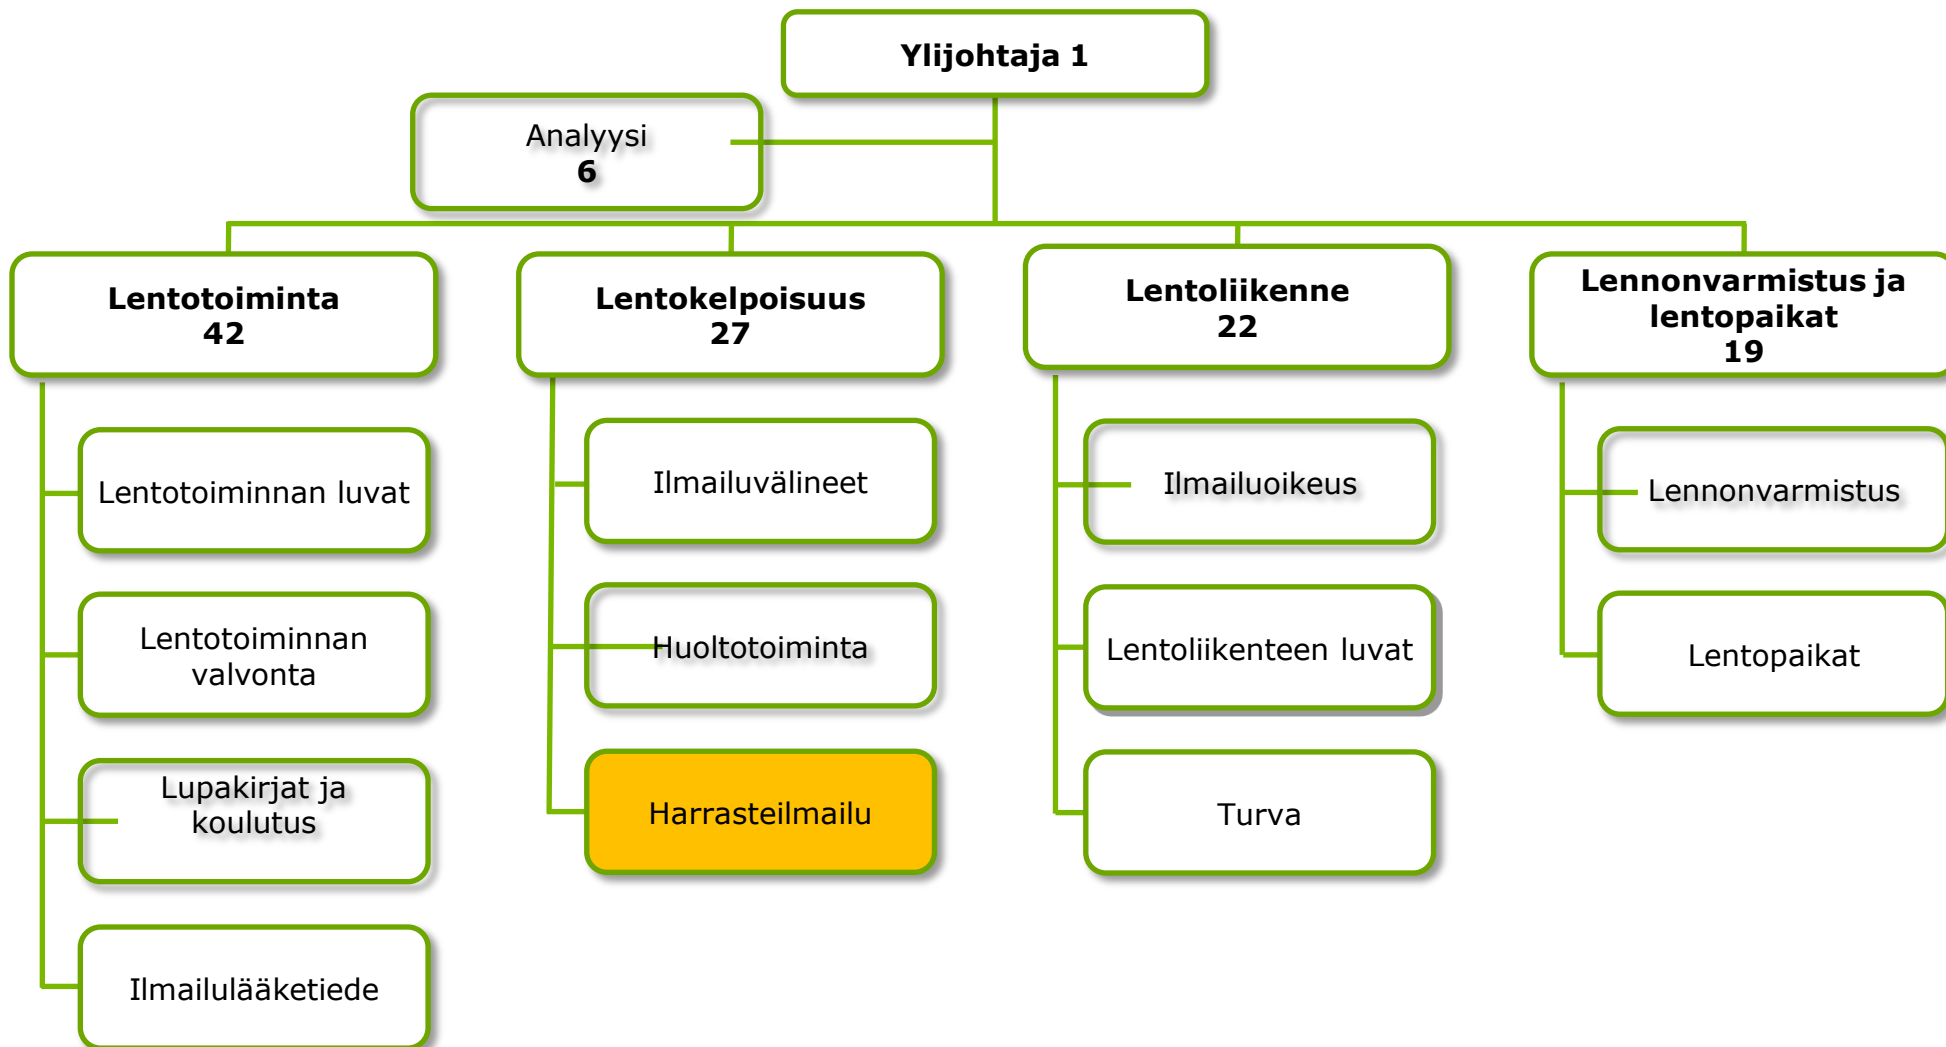 Ylijohtaja 1
Analyysi
6
Lentotoiminta
42
Lentotoiminnan luvat
Lentotoiminnan
valvonta
Lupakirjat ja
koulutus
Ilmailulääketiede
Lentokelpoisuus
27
Ilmailuvälineet
Huoltotoiminta
Harrasteilmailu
Lentoliikenne
22
Ilmailuoikeus
Lentoliikenteen luvat
Turva
Lennonvarmistus ja
lentopaikat
19
Lennonvarmistus
Lentopaikat